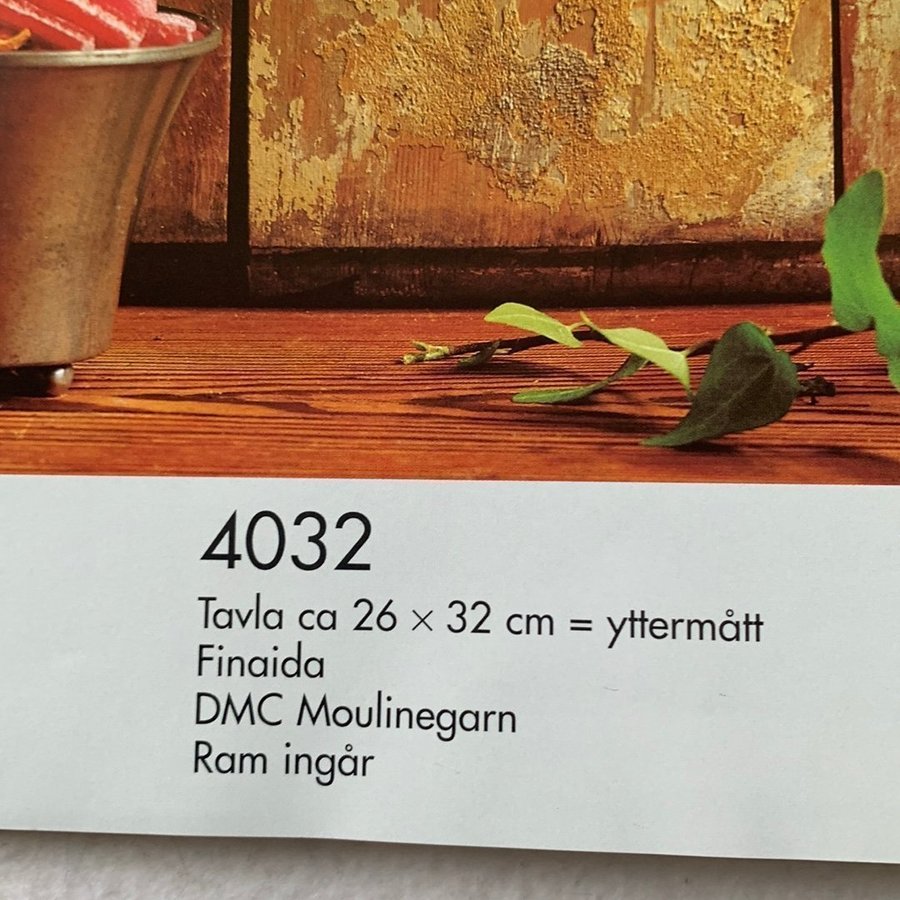 4032
Tavla ca 26 × 32 cm = yttermått
Finaida
DMC Moulinegarn
Ram ingår